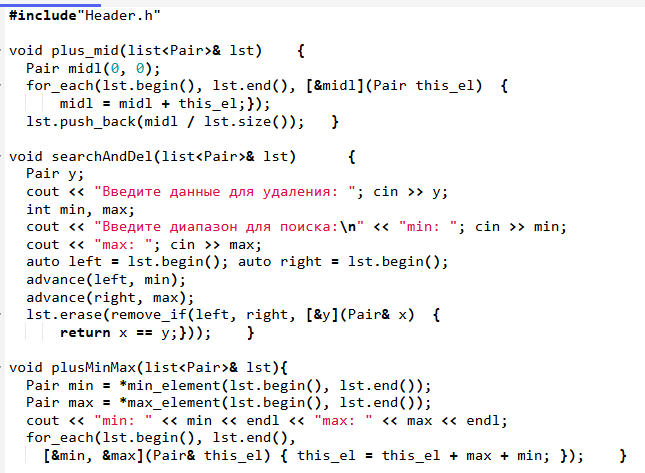 #include"Header.h"
void plus_mid(list<Pair>& lst)    {
  Pair midl(0, 0);
  for_each(lst.begin(), lst.end(), [&midl](Pair this_el)  {
      midl = midl + this_el;});
  lst.push_back(midl / lst.size());   }
void searchAndDel(list<Pair>& lst)      {
  Pair y;
  cout << "Введите данные для удаления: "; cin >> y;
  int min, max;
  cout << "Введите диапазон для поиска:\n" << "min: "; cin >> min;
  cout << "max: "; cin >> max;
  auto left = lst.begin(); auto right = lst.begin();
  advance(left, min);
  advance(right, max);
  lst.erase(remove_if(left, right, [&y](Pair& x)  {
      return x == y;}));    }
void plusMinMax(list<Pair>& lst){
  Pair min = *min_element(lst.begin(), lst.end());
  Pair max = *max_element(lst.begin(), lst.end());
  cout << "min: " << min << endl << "max: " << max << endl;
  for_each(lst.begin(), lst.end(),
    [&min, &max](Pair& this_el) { this_el = this_el + max + min; });    }